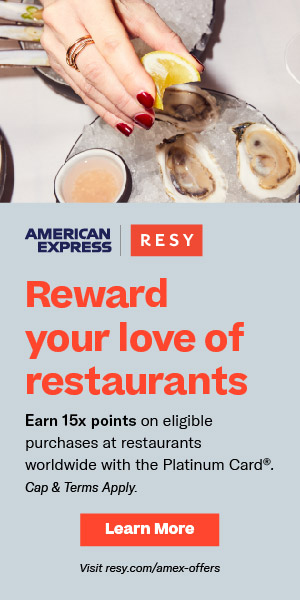 AMERICAN
EXPRESS
RESY
Reward
your love of
restaurants
Earn 15x points on eligible
purchases at restaurants
worldwide with the Platinum Card®.
Cap & Terms Apply.
Learn More
Visit resy.com/amex-offers